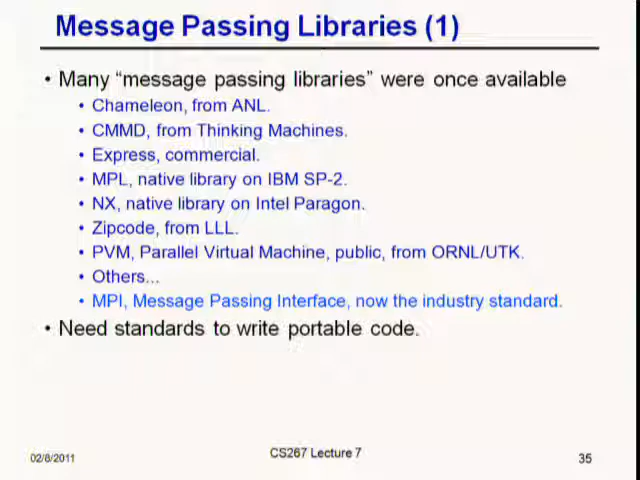 Message Passing Libraries (1)
• Many “message passing libraries” were once available
• Chameleon, from ANL.
• CMMD, from Thinking Machines.
• Express, commercial.
• MPL, native library on IBM SP-2.
• NX, native library on Intel Paragon.
• Zipcode, from LLL.
• PVM, Parallel Virtual Machine, public, from ORNL/UTK.
• Others...
• MPI, Message Passing Interface, now the industry standard.
• Need standards to write portable code.
02/8/2011
CS267 Lecture 7
35